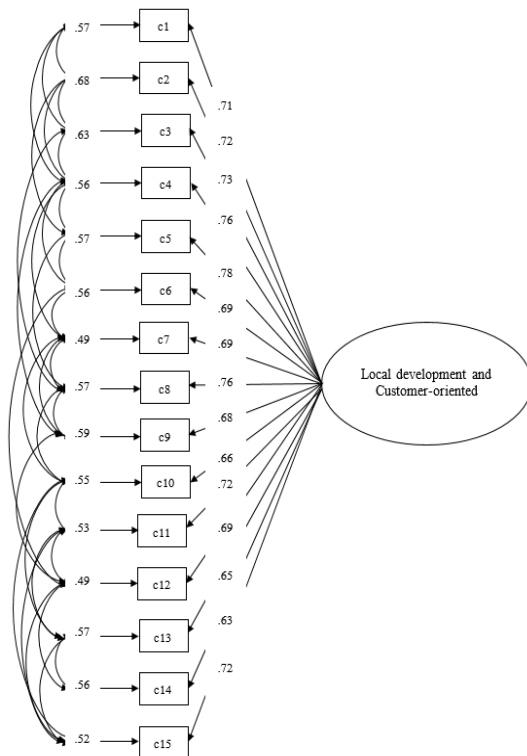 .57 c1
.68 c2
.71
.63 c3
.72
.56 c4
.73
.76
.57 c5
.78
.56 c6
.69
.49 c7
.69
Local development and
Customer-oriented
.57 c8 .76
.59 c9
.68
.66
.55 c10
.72
.53 c11
.69
.49 c12
.65
.57 c13
.63
.56 c14
.72
.52 c15